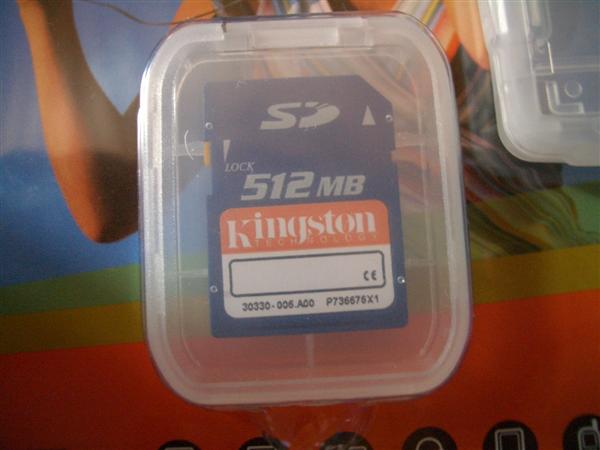 SD
LOCK
512 MB
Kingston
TECHNOLOGY
CE
30330-006.A00 P736676X1